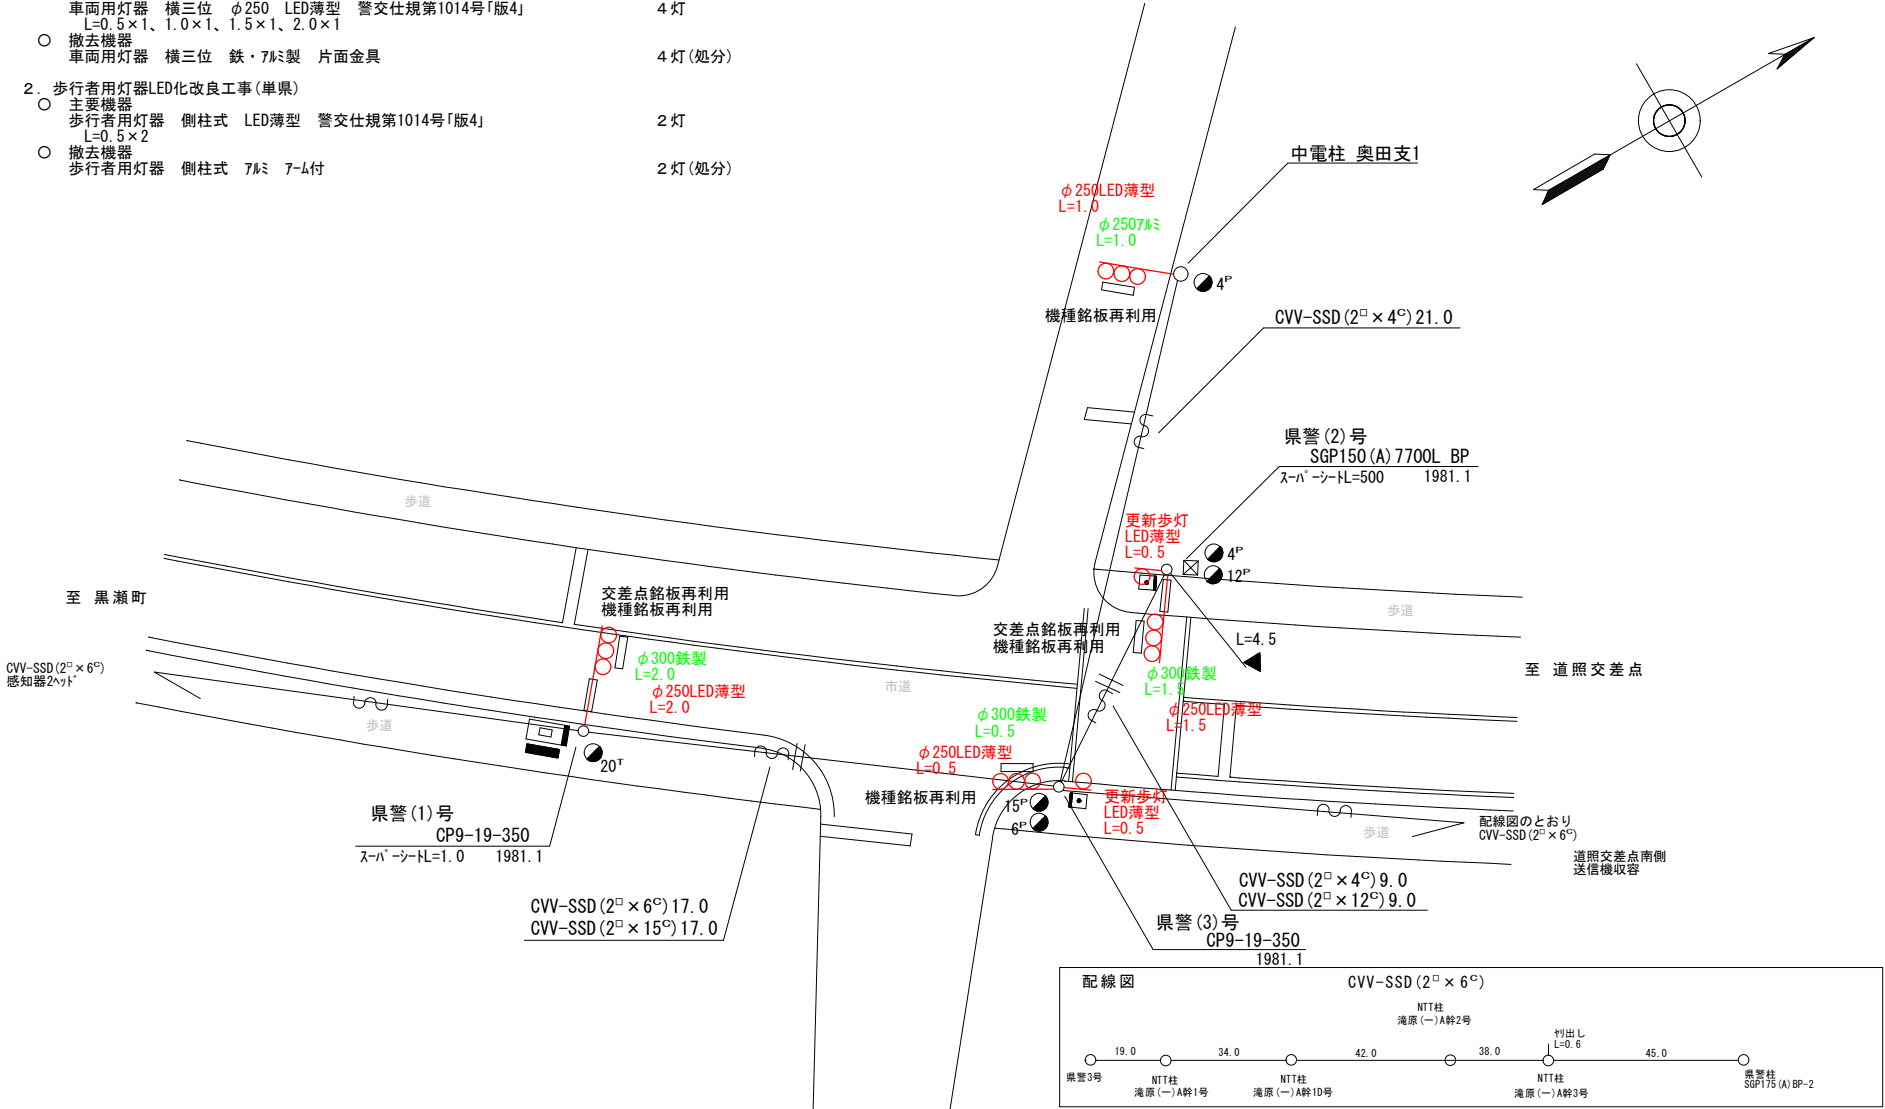 車両用灯器　横三位　φ250　LED薄型　警交仕規第1014号「版4」　4灯
L=0.5×1、1.0×1、1.5×1、2.0×1
○　撤去機器
車両用灯器　横三位　鉄・ｱﾙﾐ製　片面金具　4灯(処分)
2. 歩行者用灯器LED化改良工事(単県)
○　主要機器
歩行者用灯器　側柱式　LED薄型　警交仕規第1014号「版4」　2灯
L=0.5×2
○　撤去機器
歩行者用灯器　側柱式　ｱﾙﾐ ｱｰﾑ付　2灯(処分)
中電柱 奥田支1
φ250LED薄型
L=1.0
φ250ｱﾙﾐ
L=1.0
4P
機種銘板再利用
CVV-SSD(2□×4C)21.0
県警(2)号
SGP150(A)7700L BP
ｽｰﾊﾟｰｼｰﾄL=500　1981.1
歩道
更新歩灯
LED薄型
L=0.5
4P
12P
至 黒瀬町
交差点銘板再利用
機種銘板再利用
歩道
交差点銘板再利用
機種銘板再利用
L=4.5
CVV-SSD(2□×6C)
感知器2ﾍｯﾄﾞ
φ300鉄製
L=2.0
φ250LED薄型
L=2.0
市道
φ300鉄製
L=1.5
φ250LED薄型
L=1.5
至 道照交差点
歩道
φ300鉄製
L=0.5
φ250LED薄型
L=0.5
20T
機種銘板再利用
15P
6P
更新歩灯
LED薄型
L=0.5
歩道
配線図のとおり
CVV-SSD(2□×6C)
道照交差点南側
送信機収容
県警(1)号
CP9-19-350
ｽｰﾊﾟｰｼｰﾄL=1.0　1981.1
CVV-SSD(2□×6C)17.0
CVV-SSD(2□×15C)17.0
CVV-SSD(2□×4C)9.0
CVV-SSD(2□×12C)9.0
県警(3)号
CP9-19-350
1981.1
配線図　CVV-SSD(2□×6C)
NTT柱
滝原(一)A幹2号
ﾔﾘ出し
L=0.6
19.0　34.0　42.0　38.0　45.0
県警3号
NTT柱
滝原(一)A幹1号
NTT柱
滝原(一)A幹1D号
NTT柱
滝原(一)A幹3号
県警柱
SGP175(A)BP-2